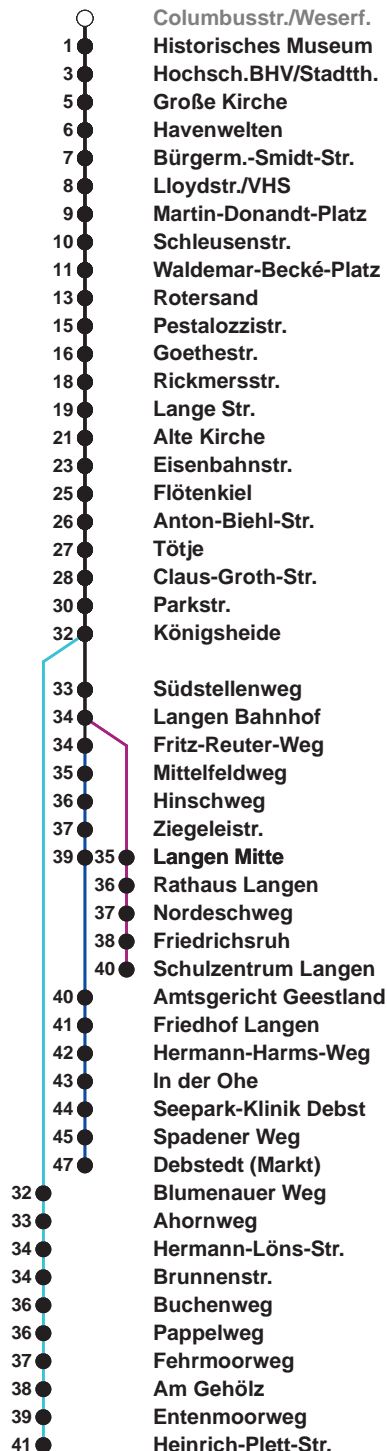 Columbusstr./Weserf.
1 Historisches Museum
3 Hochsch.BHV/Stadtth.
5 Große Kirche
6 Havenwelten
7 Bürgerm.-Smidt-Str.
8 Lloydstr./VHS
9 Martin-Donandt-Platz
10 Schleusenstr.
11 Waldemar-Becké-Platz
13 Rotersand
15 Pestalozzistr.
16 Goethestr.
18 Rickmersstr.
19 Lange Str.
21 Alte Kirche
23 Eisenbahnstr.
25 Flötenkiel
26 Anton-Biehl-Str.
27 Tötje
28 Claus-Groth-Str.
30 Parkstr.
32 Königsheide
33 Südstellenweg
34 Langen Bahnhof
34 Fritz-Reuter-Weg
35 Mittelfeldweg
36 Hinschweg
37 Ziegeleistr.
39 35 Langen Mitte
36 Rathaus Langen
37 Nordeschweg
38 Friedrichsruh
40 Schulzentrum Langen
40 Amtsgericht Geestland
41 Friedhof Langen
42 Hermann-Harms-Weg
43 In der Ohe
44 Seepark-Klinik Debst
45 Spadener Weg
47 Debstedt (Markt)
32 Blumenauer Weg
33 Ahornweg
34 Hermann-Löns-Str.
34 Brunnenstr.
36 Buchenweg
36 Pappelweg
37 Fehrmoorweg
38 Am Gehölz
39 Entenmoorweg
41 Heinrich-Plett-Str.